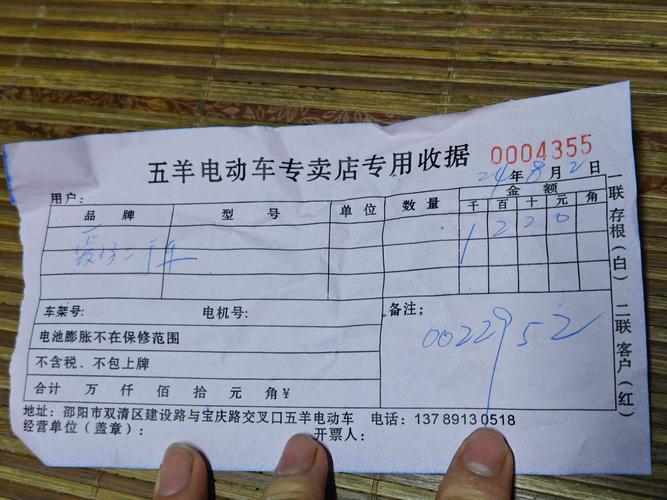 五羊电动车专卖店专用收据 0004355
24年8月2日
用户：
品牌 型号 单位 数量 金额
千 百 十 元 角
二手车 1 2 2 0
车架号： 电机号： 备注；
电池膨胀不在保修范围 0022952
不含税、不包上牌
合计 万 仟 佰 拾 元 角¥
地址：邵阳市双清区建设路与宝庆路交叉口五羊电动车 电话：137 8913 0518
经营单位（盖章）： 开票人：
一联存根（白） 二联客户（红）